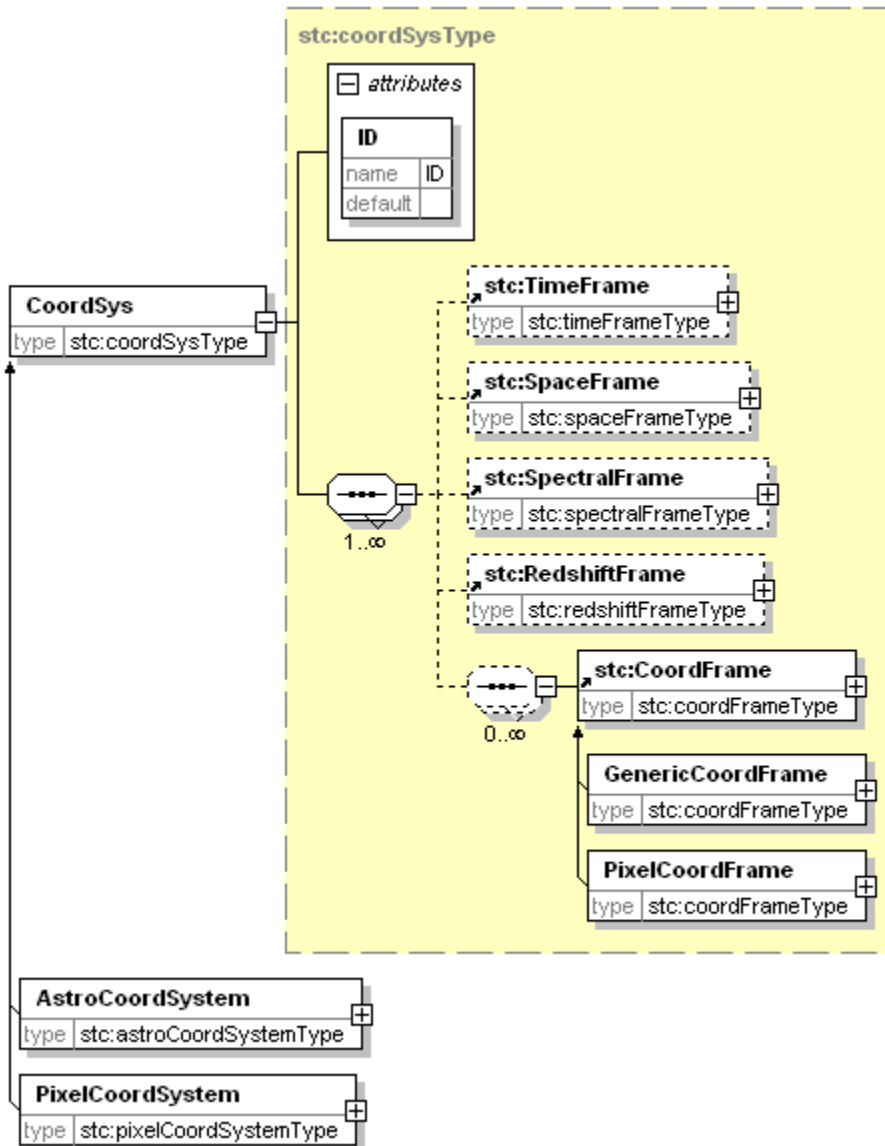 stc:coordSysType
attributes
ID
name ID
default
CoordSys
type stc:coordSysType
stc:TimeFrame
type stc:timeFrameType
stc:SpaceFrame
type stc:spaceFrameType
stc:SpectralFrame
type stc:spectralFrameType
1..∞
stc:RedshiftFrame
type stc:redshiftFrameType
stc:CoordFrame
type stc:coordFrameType
0..∞
GenericCoordFrame
type stc:coordFrameType
PixelCoordFrame
type stc:coordFrameType
AstroCoordSystem
type stc:astroCoordSystemType
PixelCoordSystem
type stc:pixelCoordSystemType